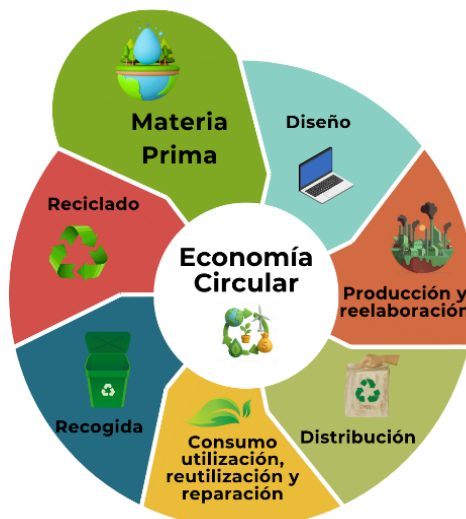 Materia
Prima
Diseño
Producción y
reelaboración
Distribución
Consumo
utilización,
reutilización y
reparación
Recogida
Reciclado
Economía
Circular